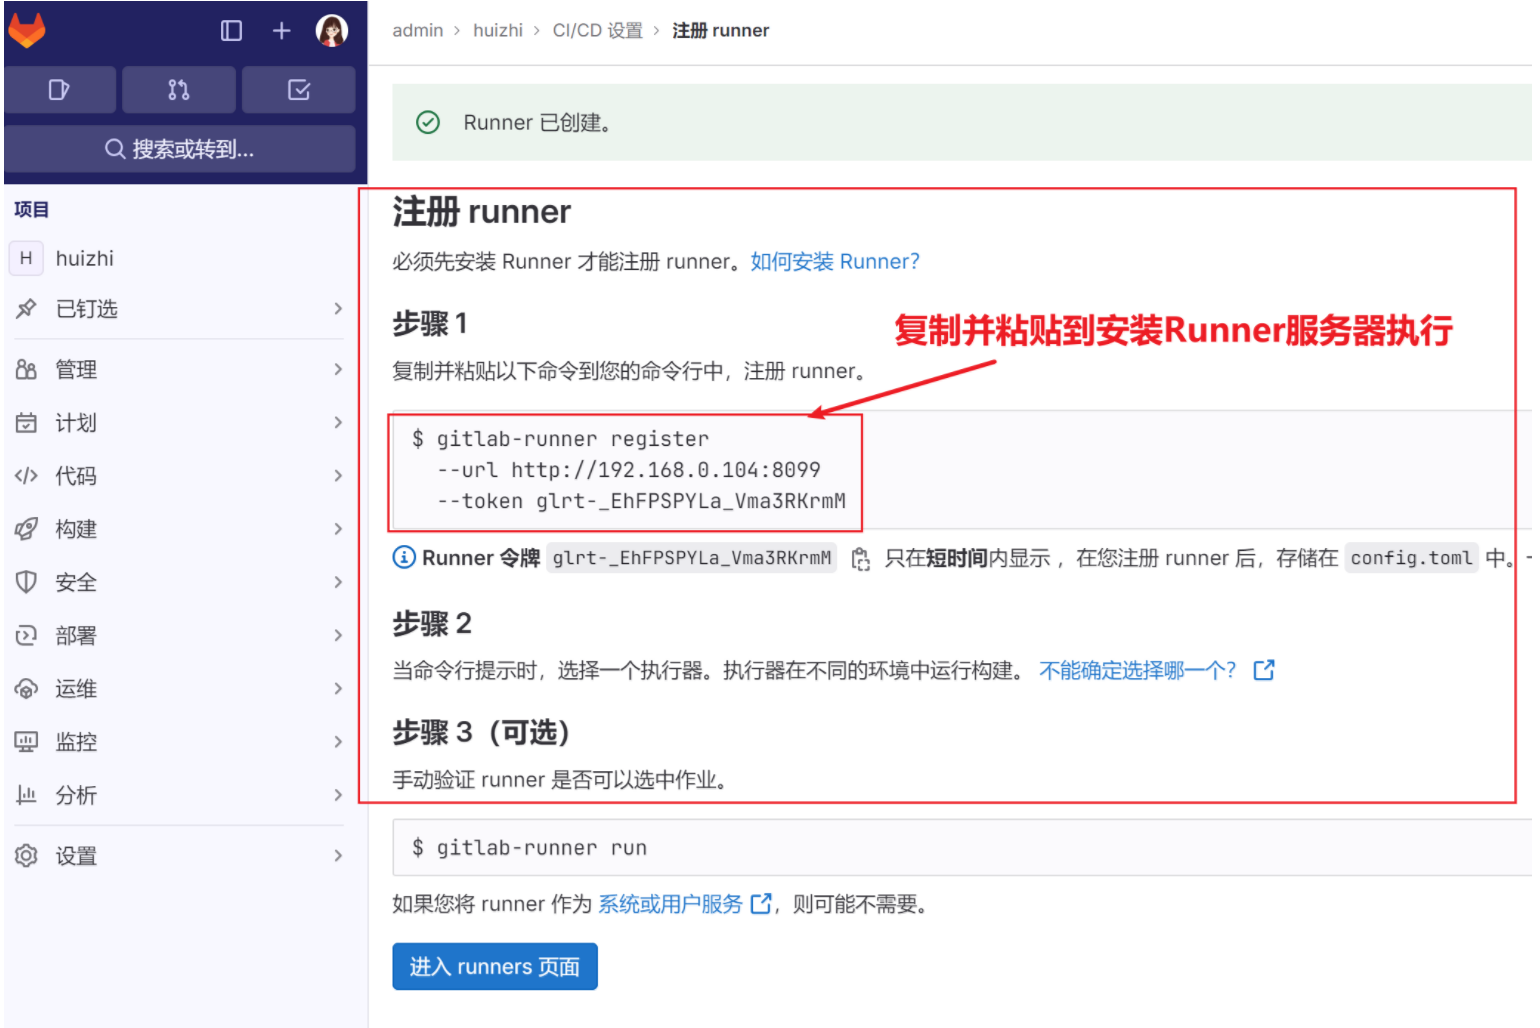 admin > huizhi > CI/CD 设置 > 注册 runner
搜索或转到...
Runner 已创建。
项目
H huizhi
已钉选
管理
计划
代码
构建
安全
部署
运维
监控
分析
设置
注册 runner
必须先安装 Runner 才能注册 runner。如何安装 Runner?
步骤 1
复制并粘贴到安装Runner服务器执行
复制并粘贴以下命令到您的命令行中，注册 runner。
$ gitlab-runner register
--url http://192.168.0.104:8099
--token glrt-_EhFPSPYLa_Vma3RKrmM
Runner 令牌 glrt-_EhFPSPYLa_Vma3RKrmM 只在短时间内显示 ，在您注册 runner 后，存储在 config.toml 中。
步骤 2
当命令行提示时，选择一个执行器。执行器在不同的环境中运行构建。 不能确定选择哪一个？
步骤 3（可选）
手动验证 runner 是否可以选中作业。
$ gitlab-runner run
如果您将 runner 作为 系统或用户服务 ，则可能不需要。
进入 runners 页面